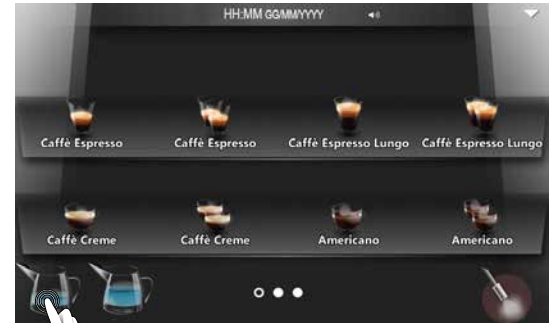 HH:MM GG/MM/YYYY
Caffè Espresso Caffè Espresso Caffè Espresso Lungo Caffè Espresso Lungo
Caffè Creme Caffè Creme Americano Americano